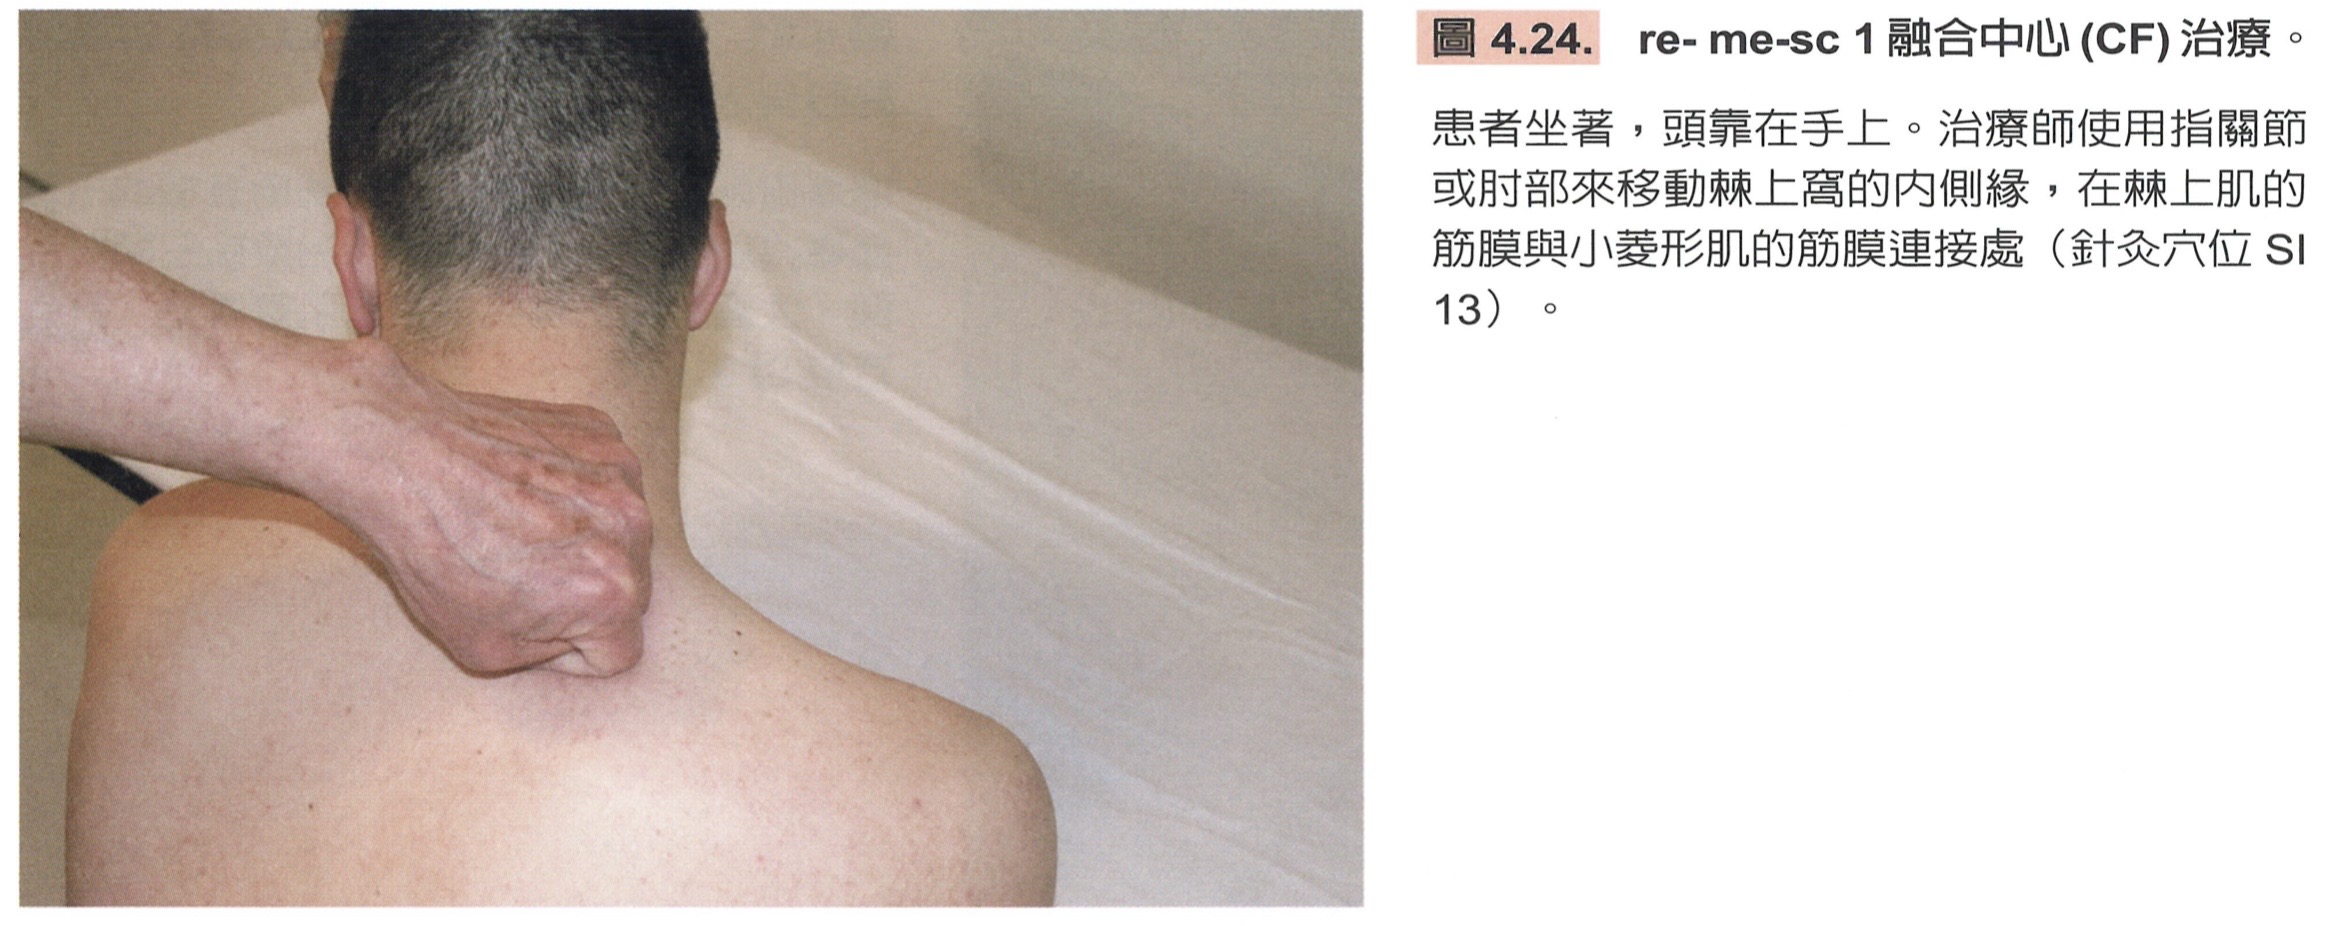 圖 4.24. re- me-sc 1 融合中心 (CF) 治療。
患者坐著，頭靠在手上。治療師使用指關節
或肘部來移動棘上窩的內側緣，在棘上肌的
筋膜與小菱形肌的筋膜連接處（針灸穴位 SI
13）。